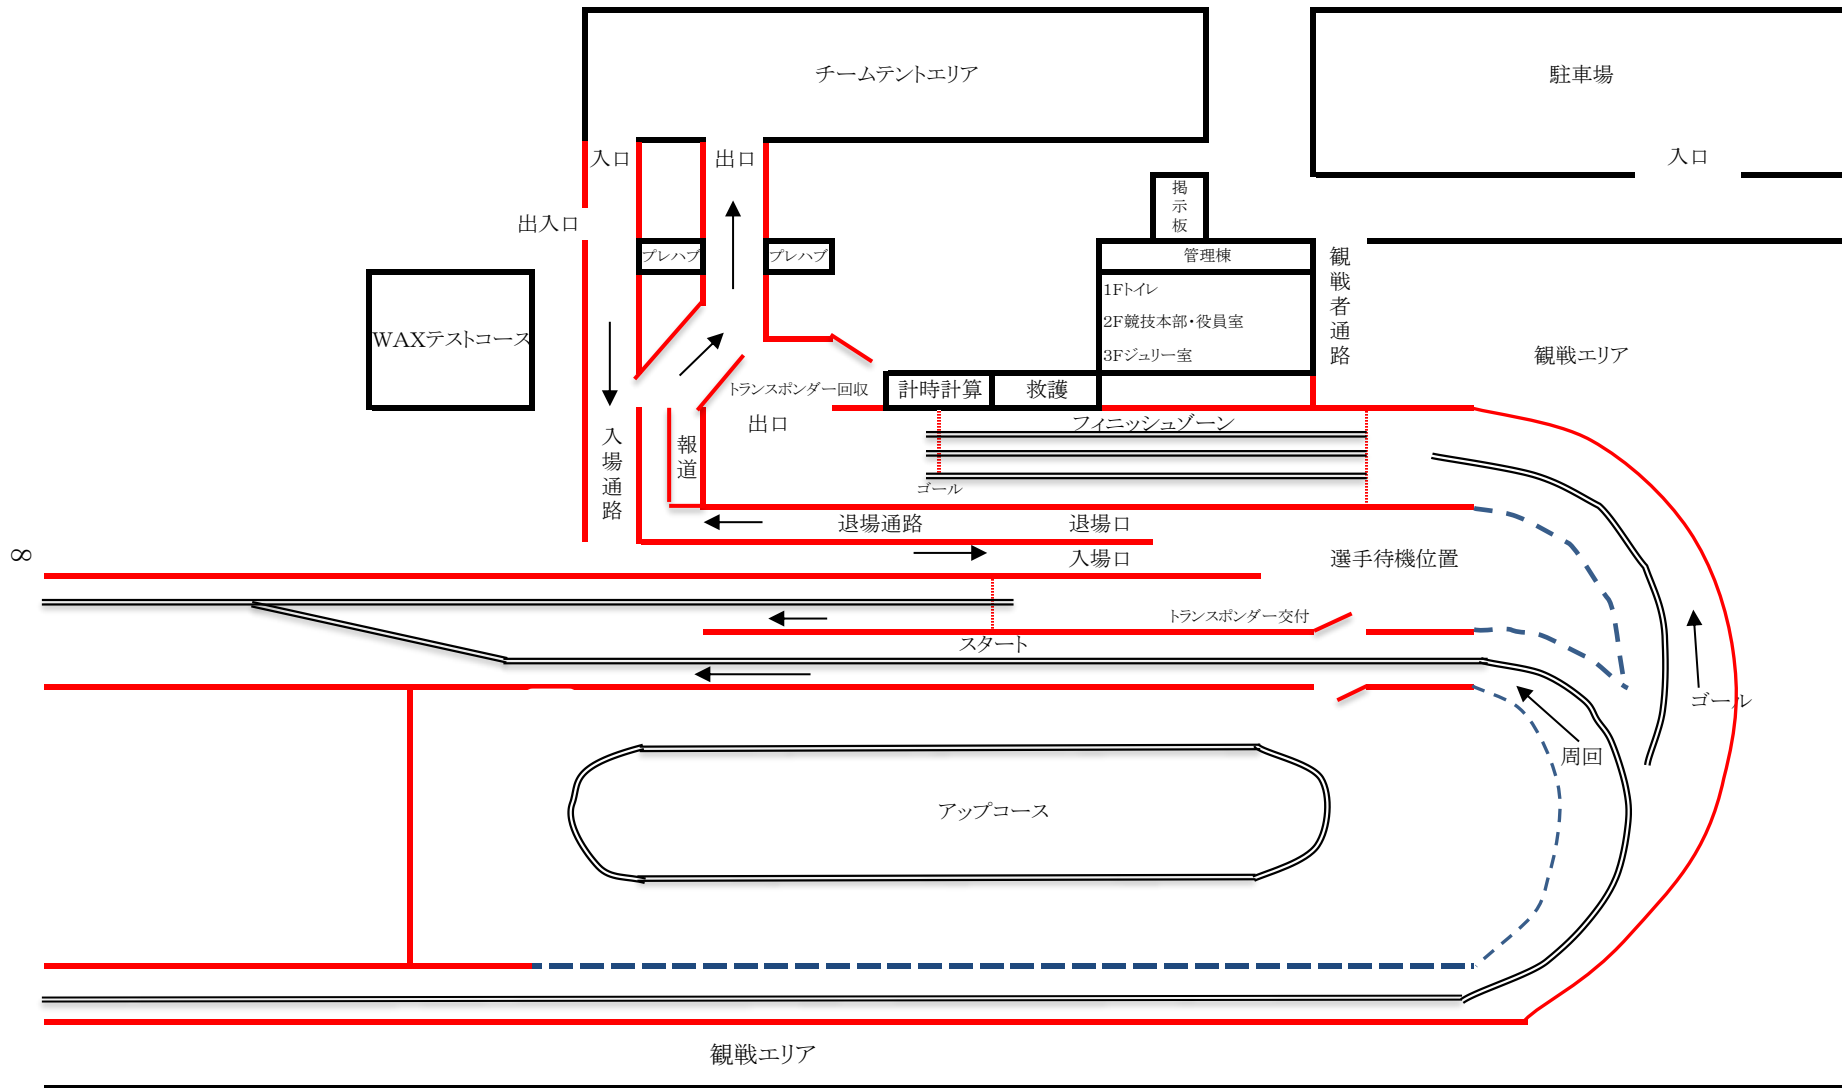 チームテントエリア
駐車場
入口
出口
入口
掲示板
出入口
プレハブ
プレハブ
管理棟
観戦者通路
1Fトイレ
2F競技本部・役員室
3Fジュリー室
WAXテストコース
観戦エリア
トランスポンダー回収
計時計算
救護
出口
フィニッシュゾーン
入場通路
報道
ゴール
退場通路
退場口
∞
入場口
選手待機位置
トランスポンダー交付
スタート
ゴール
周回
アップコース
観戦エリア